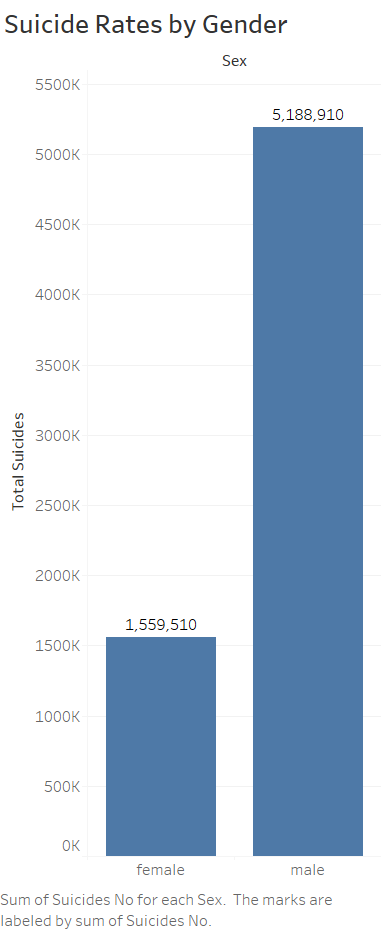 Suicide Rates by Gender
Sex
5500K
5,188,910
5000K
4500K
4000K
3500K
3000K
Total Suicides
2500K
2000K
1,559,510
1500K
1000K
500K
0K
female male
Sum of Suicides No for each Sex. The marks are
labeled by sum of Suicides No.